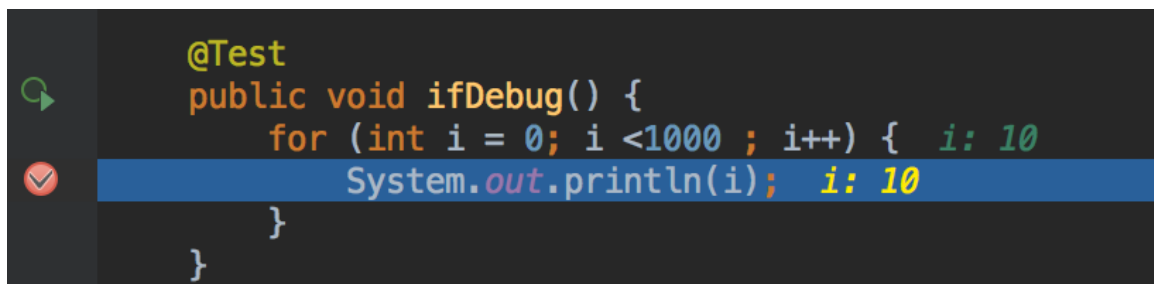 @Test
public void ifDebug() {
for (int i = 0; i <1000 ; i++) { i: 10
System.out.println(i); i: 10
}
}